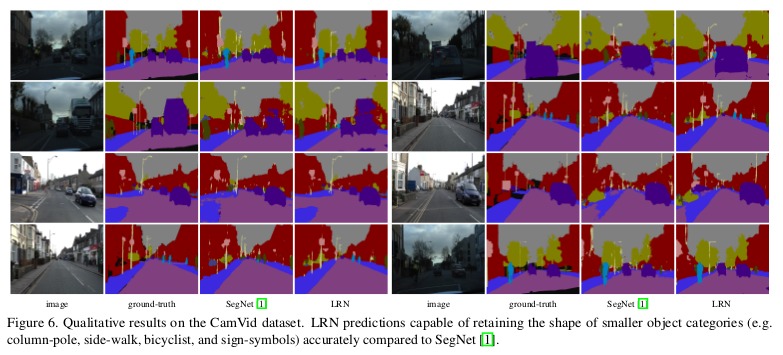 image ground-truth SegNet [1] LRN image ground-truth SegNet [1] LRN
Figure 6. Qualitative results on the CamVid dataset. LRN predictions capable of retaining the shape of smaller object categories (e.g.
column-pole, side-walk, bicyclist, and sign-symbols) accurately compared to SegNet [1].